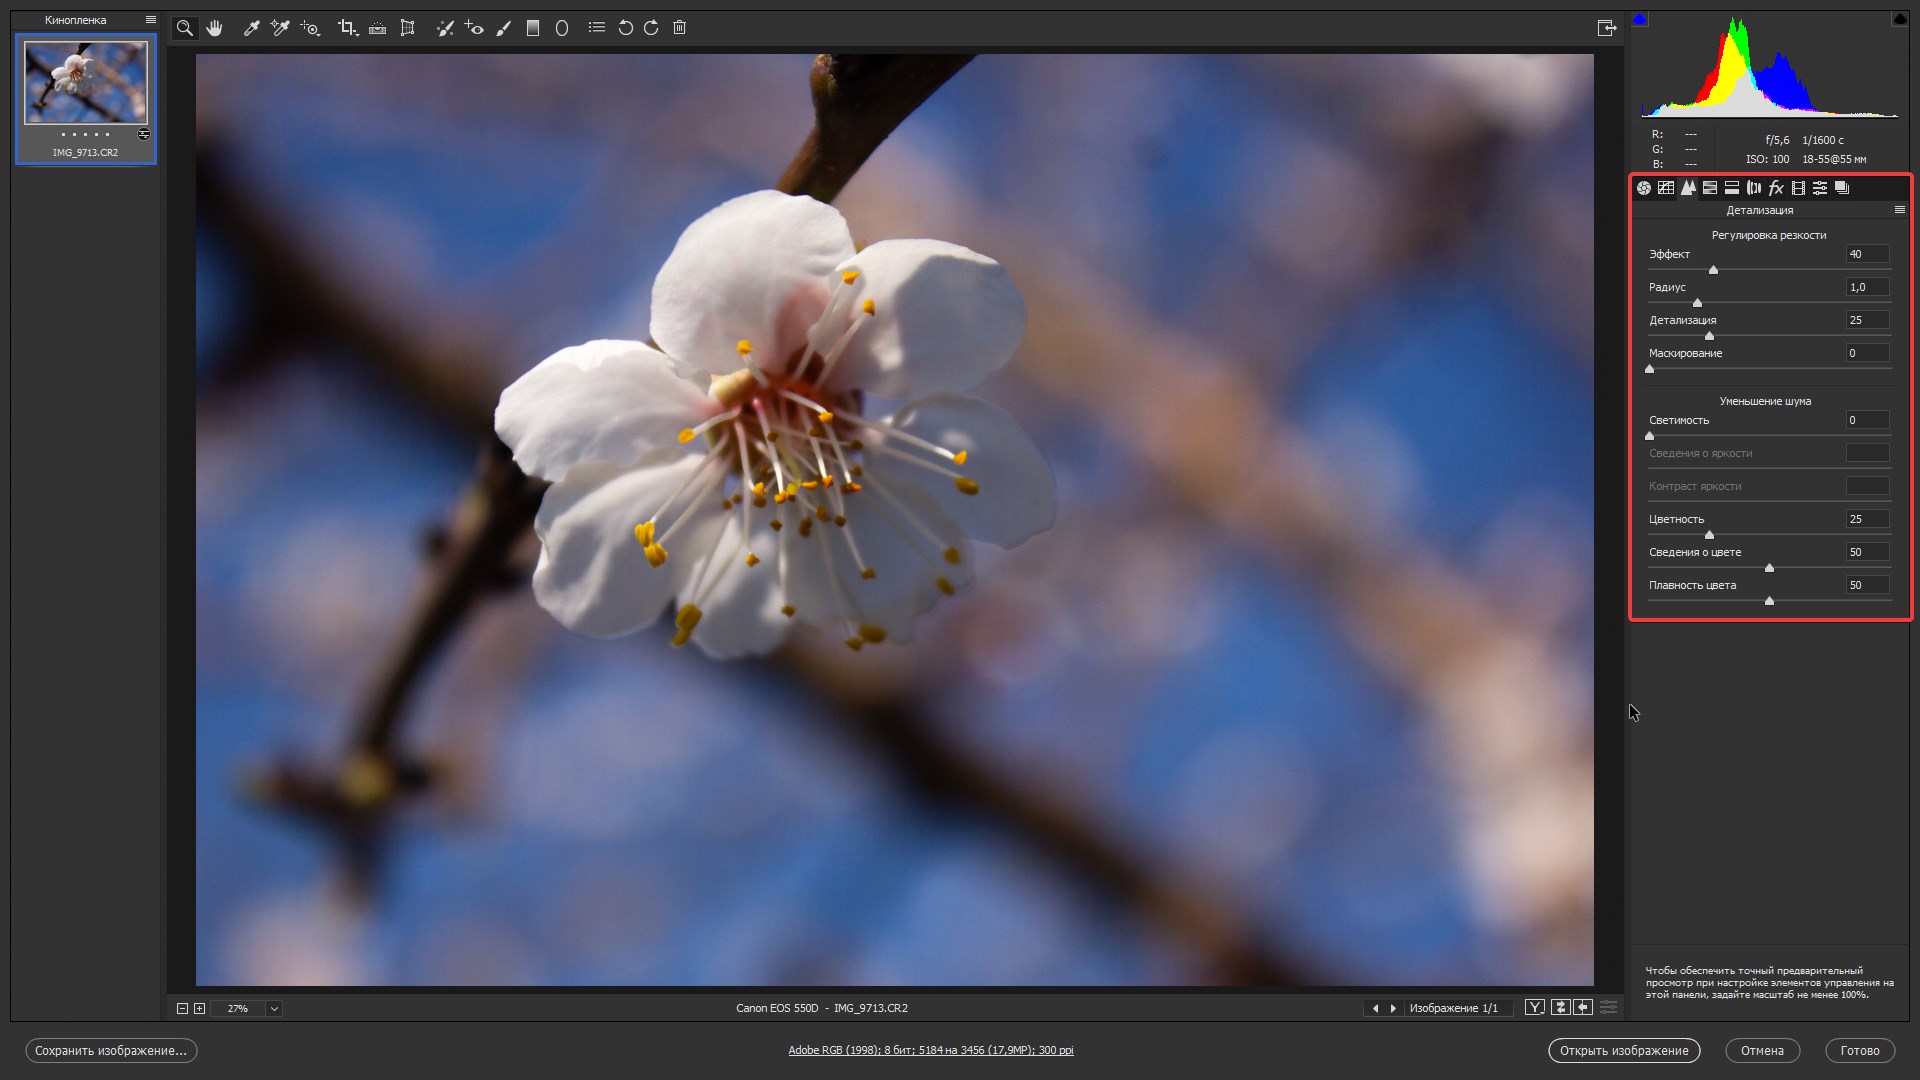 Кинопленка
IMG_9713.CR2
R: ---
G: ---
B: ---
f/5,6 1/1600 с
ISO: 100 18-55@55 мм
fx
Детализация
Регулировка резкости
Эффект 40
Радиус 1,0
Детализация 25
Маскирование 0
Уменьшение шума
Светимость 0
Сведения о яркости
Контраст яркости
Цветность 25
Сведения о цвете 50
Плавность цвета 50
Чтобы обеспечить точный предварительный
просмотр при настройке элементов управления на
этой панели, задайте масштаб не менее 100%.
27%
Canon EOS 550D - IMG_9713.CR2
Изображение 1/1
Y
Сохранить изображение...
Adobe RGB (1998); 8 бит; 5184 на 3456 (17,9MP); 300 ppi
Открыть изображение
Отмена
Готово